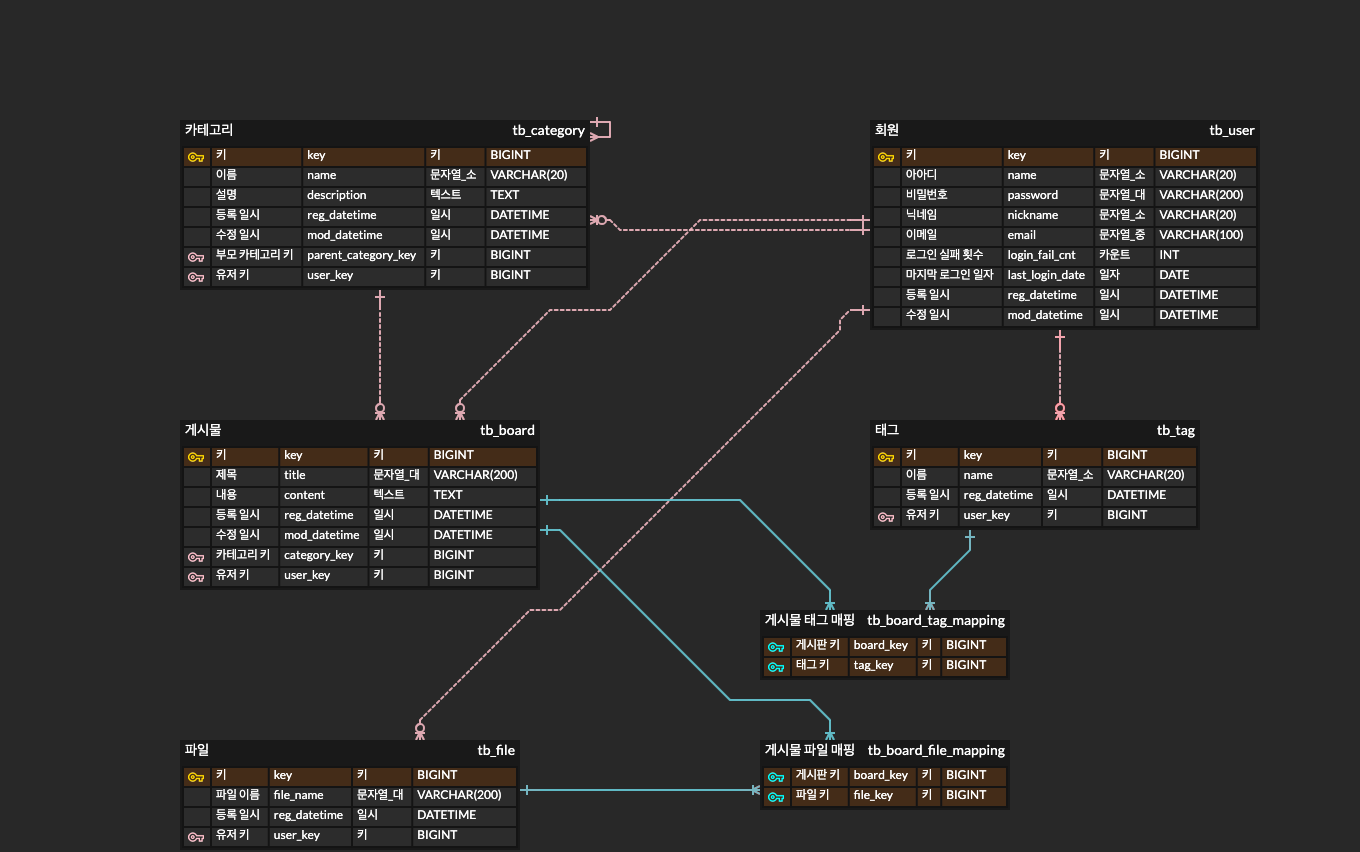 카테고리 tb_category
키 key 키 BIGINT
이름 name 문자열_소 VARCHAR(20)
설명 description 텍스트 TEXT
등록 일시 reg_datetime 일시 DATETIME
수정 일시 mod_datetime 일시 DATETIME
부모 카테고리 키 parent_category_key 키 BIGINT
유저 키 user_key 키 BIGINT
회원 tb_user
키 key 키 BIGINT
아아디 name 문자열_소 VARCHAR(20)
비밀번호 password 문자열_대 VARCHAR(200)
닉네임 nickname 문자열_소 VARCHAR(20)
이메일 email 문자열_중 VARCHAR(100)
로그인 실패 횟수 login_fail_cnt 카운트 INT
마지막 로그인 일자 last_login_date 일자 DATE
등록 일시 reg_datetime 일시 DATETIME
수정 일시 mod_datetime 일시 DATETIME
게시물 tb_board
키 key 키 BIGINT
제목 title 문자열_대 VARCHAR(200)
내용 content 텍스트 TEXT
등록 일시 reg_datetime 일시 DATETIME
수정 일시 mod_datetime 일시 DATETIME
카테고리 키 category_key 키 BIGINT
유저 키 user_key 키 BIGINT
태그 tb_tag
키 key 키 BIGINT
이름 name 문자열_소 VARCHAR(20)
등록 일시 reg_datetime 일시 DATETIME
유저 키 user_key 키 BIGINT
게시물 태그 매핑 tb_board_tag_mapping
게시판 키 board_key 키 BIGINT
태그 키 tag_key 키 BIGINT
파일 tb_file
키 key 키 BIGINT
파일 이름 file_name 문자열_대 VARCHAR(200)
등록 일시 reg_datetime 일시 DATETIME
유저 키 user_key 키 BIGINT
게시물 파일 매핑 tb_board_file_mapping
게시판 키 board_key 키 BIGINT
파일 키 file_key 키 BIGINT